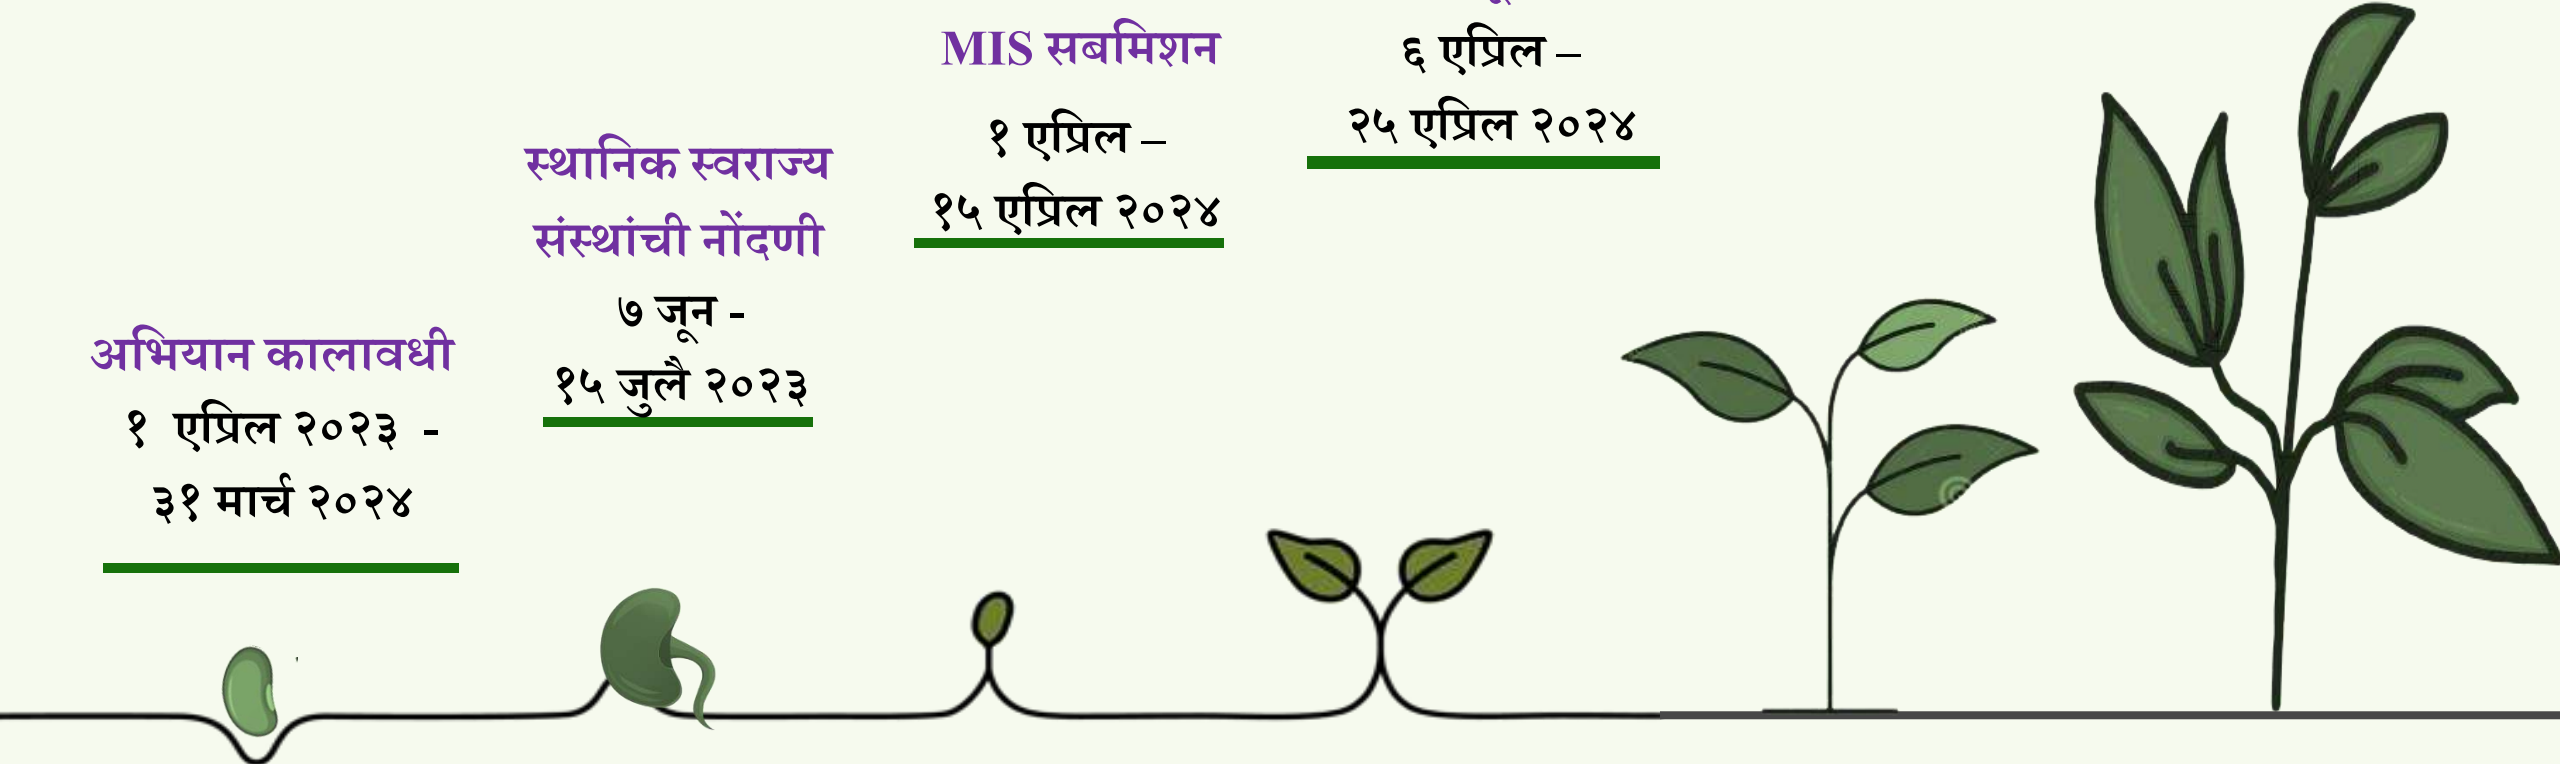 अभियान कालावधी
१ एप्रिल २०२३ -
३१ मार्च २०२४
स्थानिक स्वराज्य
संस्थांची नोंदणी
७ जून -
१५ जुलै २०२३
MIS सबमिशन
१ एप्रिल –
१५ एप्रिल २०२४
६ एप्रिल –
२५ एप्रिल २०२४